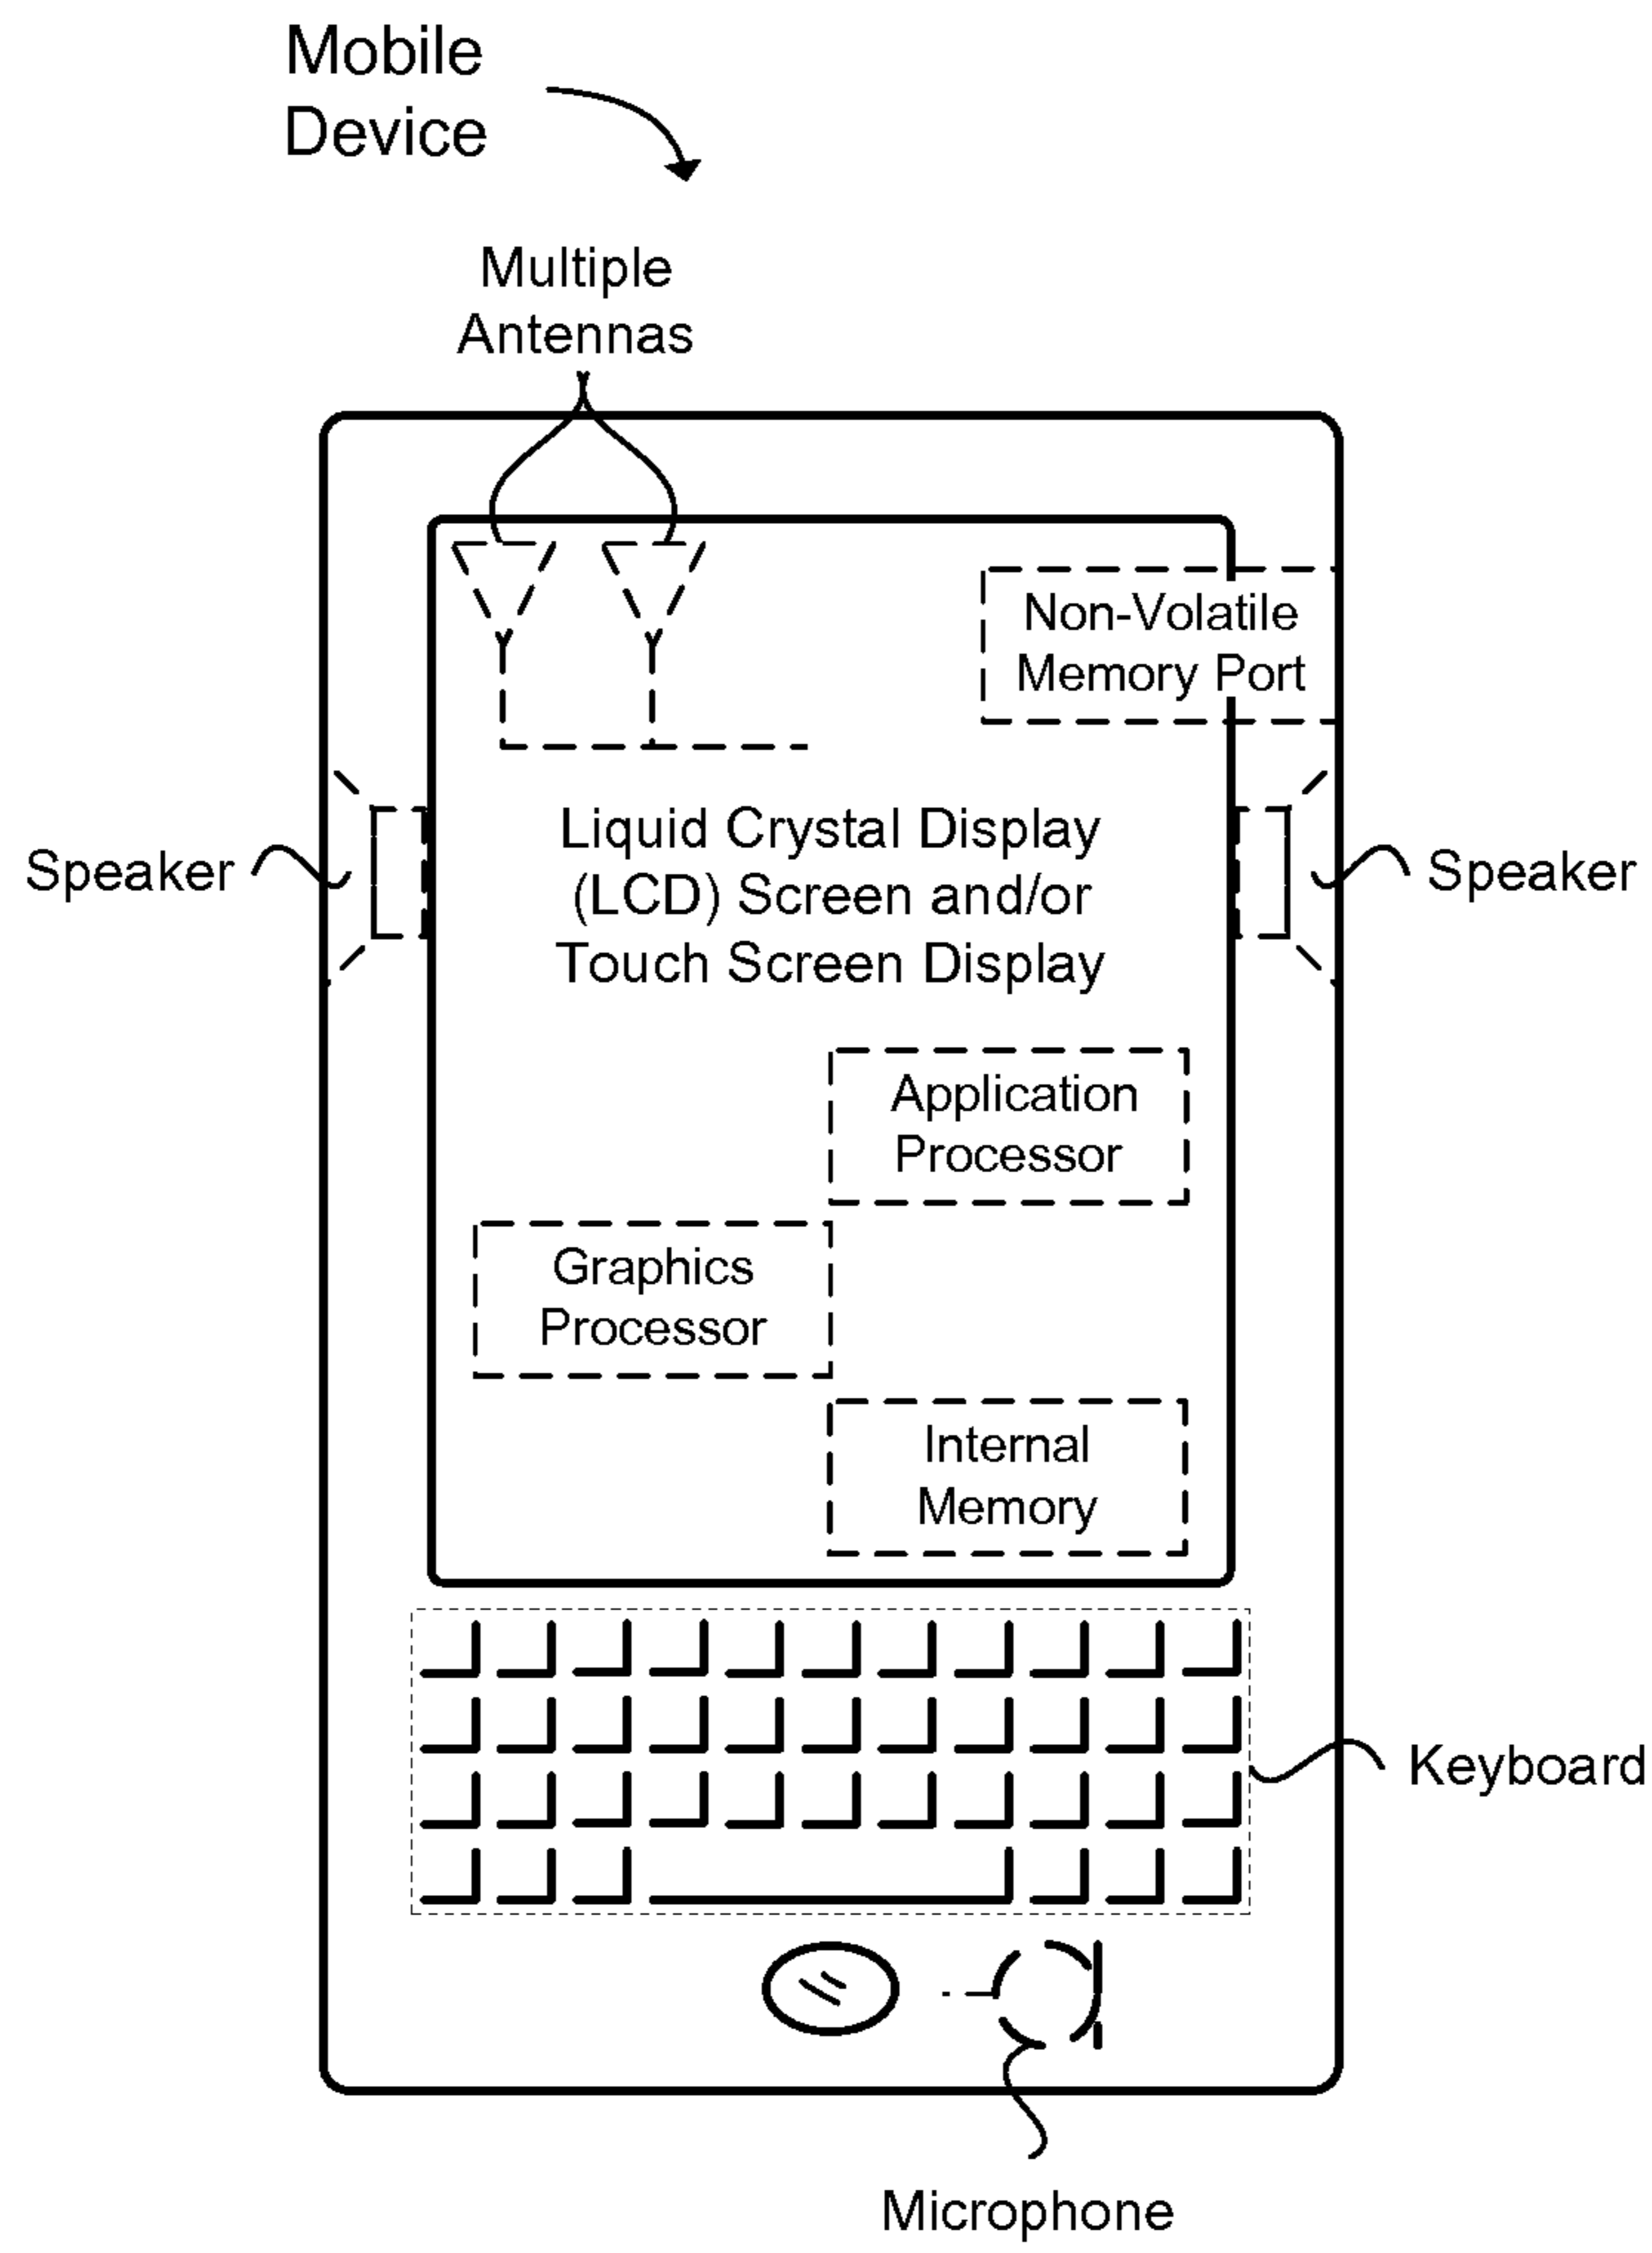 Mobile
Device
Multiple
Antennas
Non-Volatile
Memory Port
Speaker
Liquid Crystal Display
(LCD) Screen and/or
Touch Screen Display
Speaker
Application
Processor
Graphics
Processor
Internal
Memory
Keyboard
Microphone